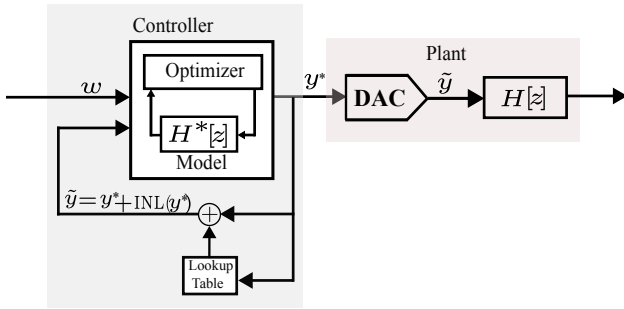 Controller
Plant
Optimizer
w
y*
DAC
ỹ
H[z]
H*[z]
Model
ỹ= y*+INL(y*)
+
Lookup
Table